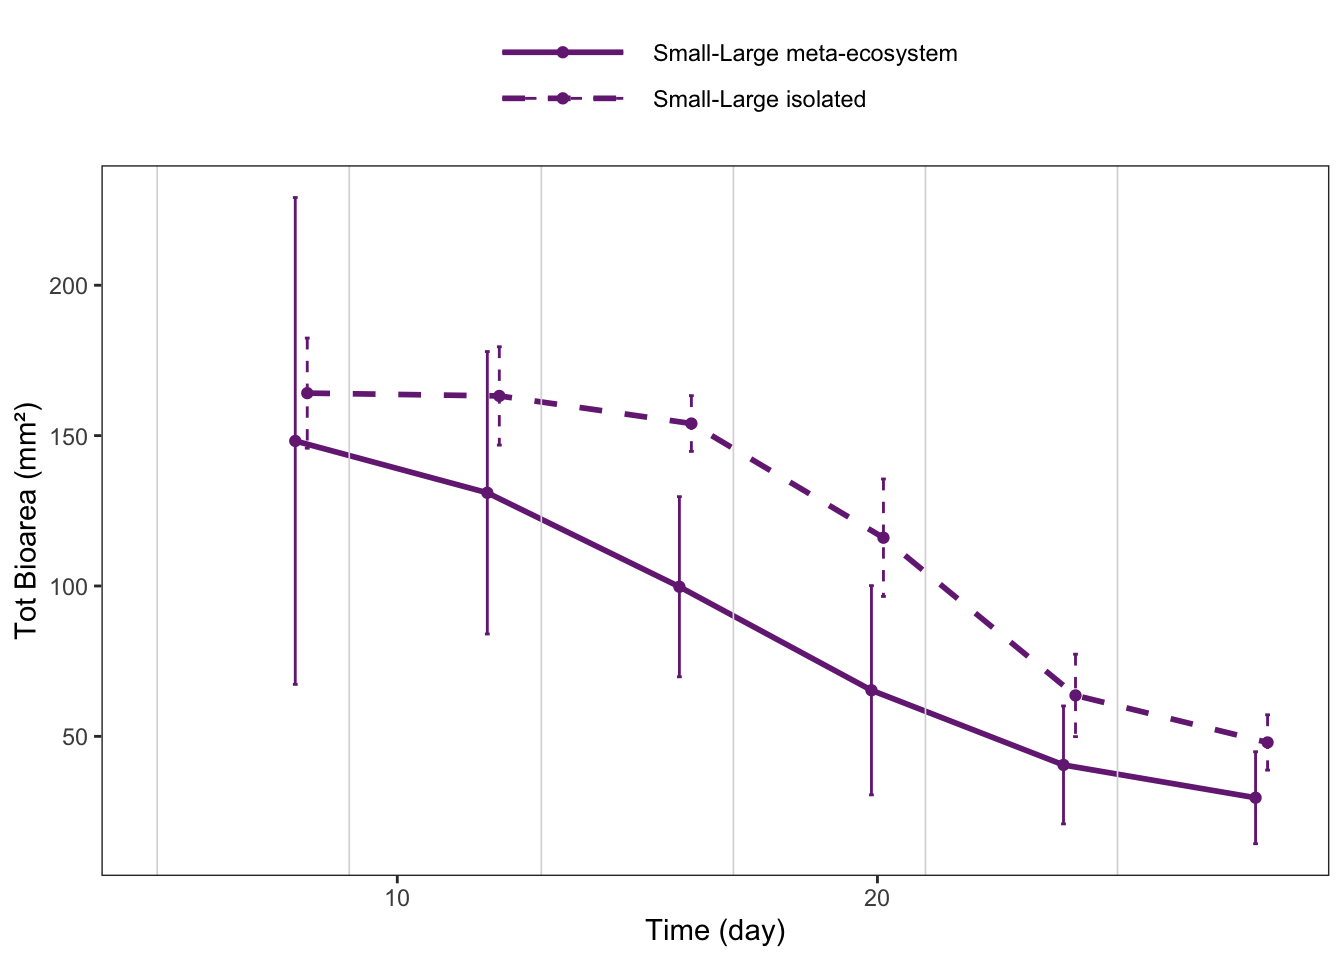 Small-Large meta-ecosystem
Small-Large isolated
Tot Bioarea (mm²)
200
150
100
50
10
20
Time (day)